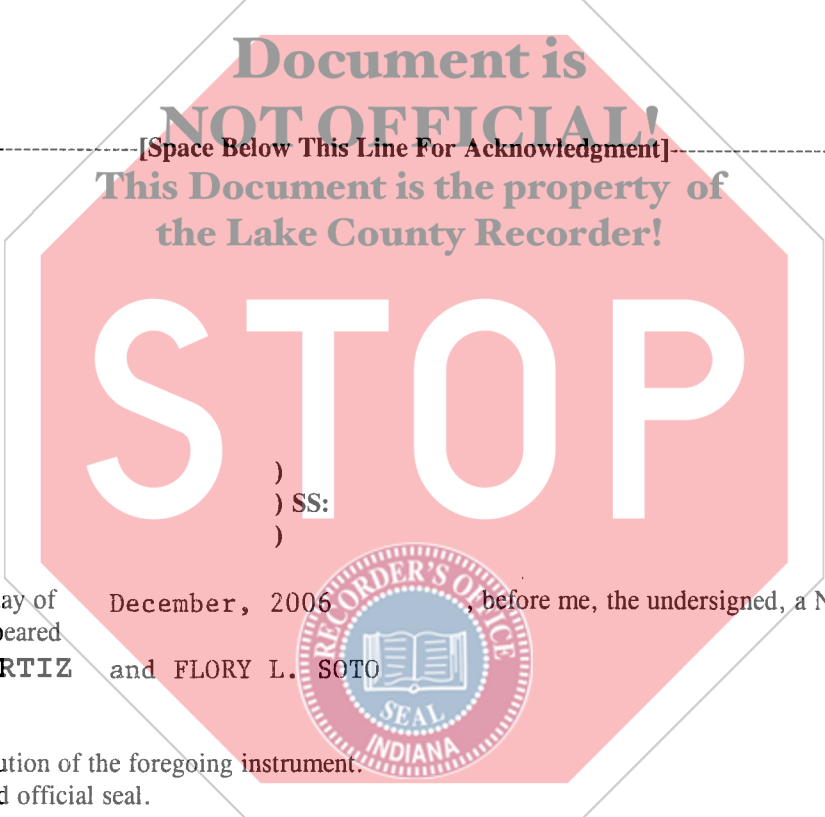 Document is
NOT OFFICIAL!
[Space Below This Line For Acknowledgment]
This Document is the property of
the Lake County Recorder!
STOP
)
) SS:
)
ay of December, 2006, before me, the undersigned, a N
eared
RTIZ and FLORY L. SOTO
ution of the foregoing instrument.
d official seal.
RECORDER'S OFFICE
SEAL
INDIANA